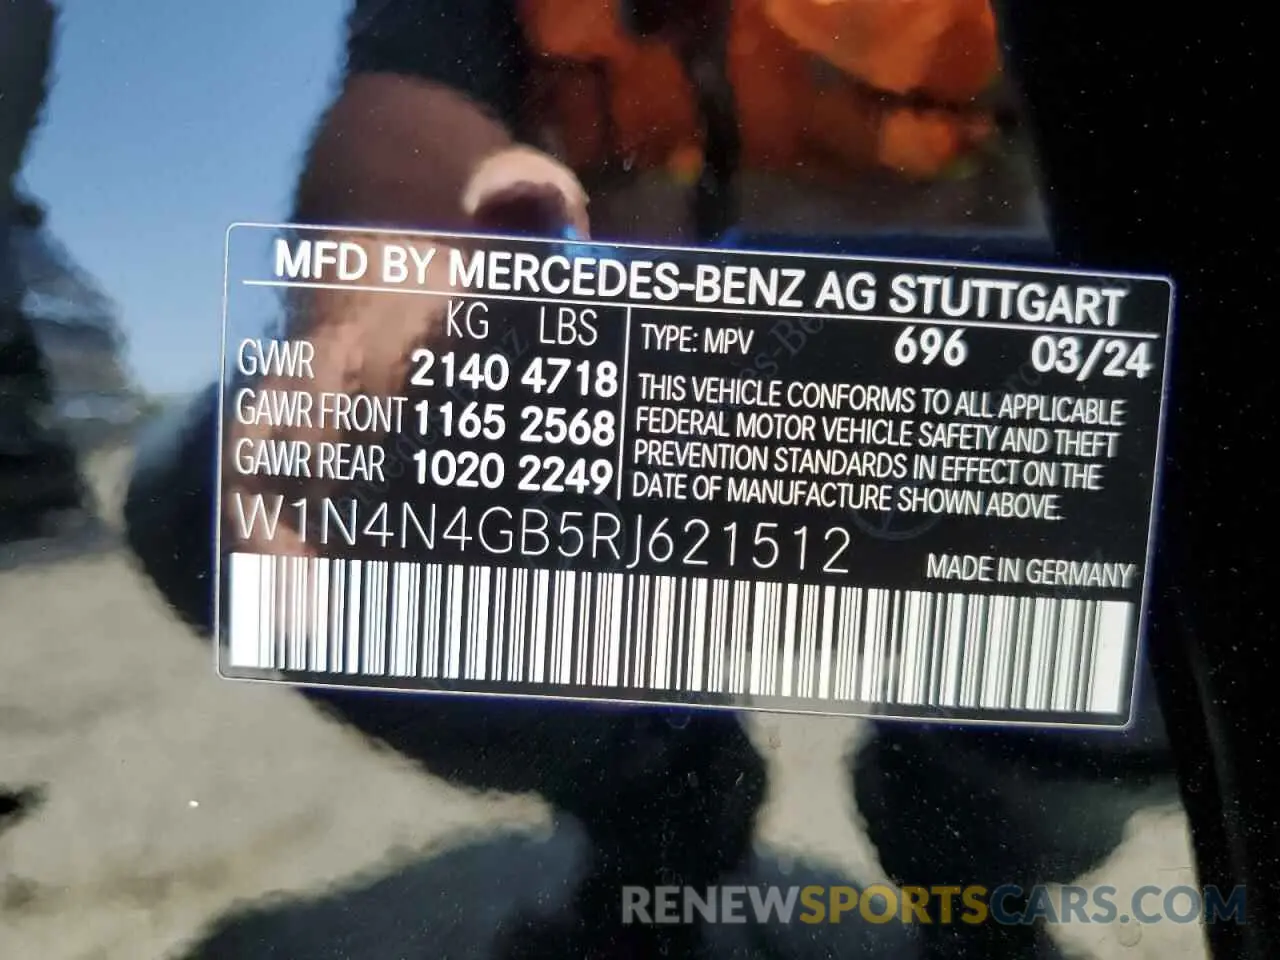 MFD BY MERCEDES-BENZ AG STUTTGART
KG LBS
GVWR 2140 4718
GAWR FRONT 1165 2568
GAWR REAR 1020 2249
TYPE: MPV 696 03/24
THIS VEHICLE CONFORMS TO ALL APPLICABLE
FEDERAL MOTOR VEHICLE SAFETY AND THEFT
PREVENTION STANDARDS IN EFFECT ON THE
DATE OF MANUFACTURE SHOWN ABOVE.
W1N4N4GB5RJ621512
MADE IN GERMANY
RENEWSPORTSCARS.COM